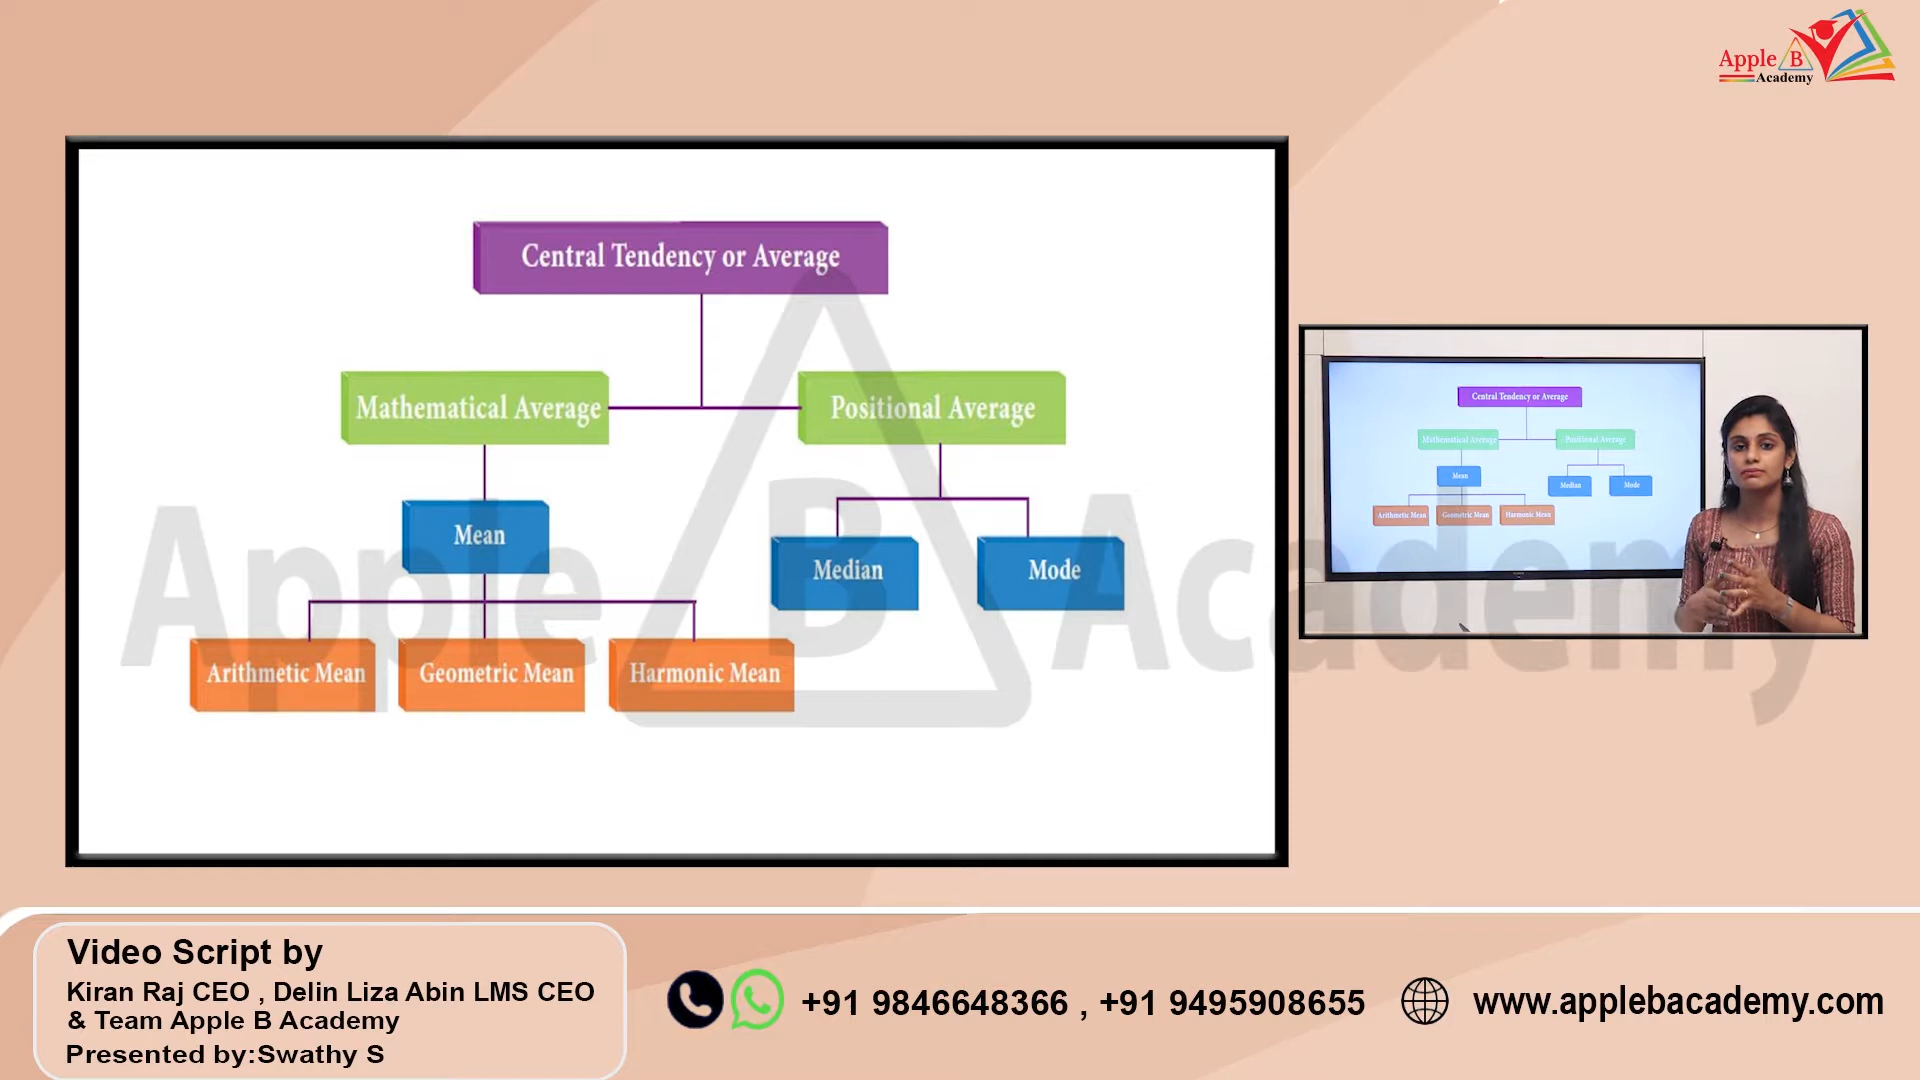 Apple B
Academy
Central Tendency or Average
Mathematical Average
Positional Average
Mean
Median
Mode
Arithmetic Mean
Geometric Mean
Harmonic Mean
Apple B Academy
Central Tendency or Average
Mathematical Average
Positional Average
Mean
Median
Mode
Arithmetic Mean
Geometric Mean
Harmonic Mean
Video Script by
Kiran Raj CEO , Delin Liza Abin LMS CEO
& Team Apple B Academy
Presented by:Swathy S
+91 9846648366 , +91 9495908655
www.applebacademy.com